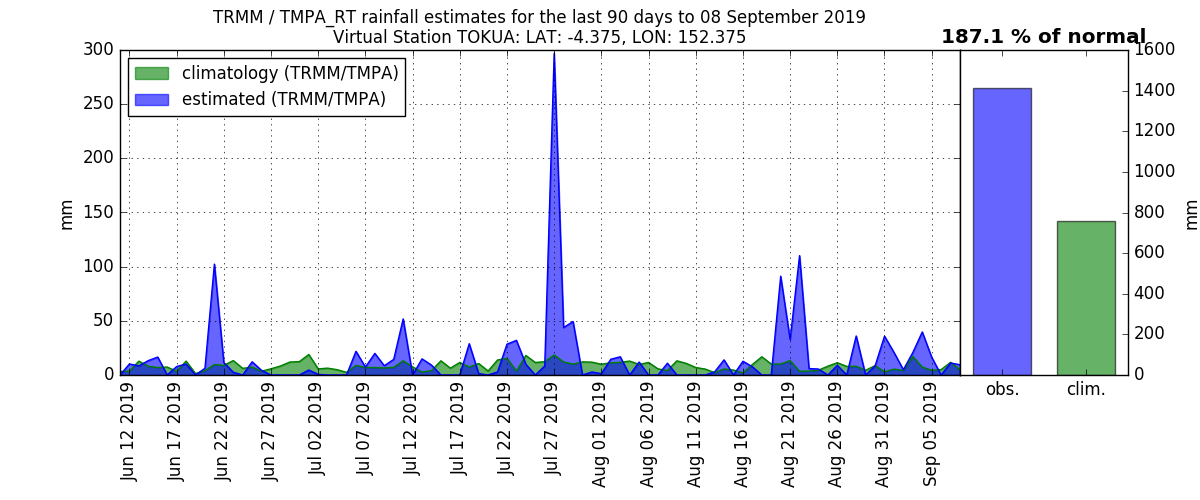 TRMM / TMPA_RT rainfall estimates for the last 90 days to 08 September 2019
Virtual Station TOKUA: LAT: -4.375, LON: 152.375
187.1 % of normal
climatology (TRMM/TMPA)
estimated (TRMM/TMPA)
300
250
200
150
100
50
0
mm
Jun 12 2019
Jun 17 2019
Jun 22 2019
Jun 27 2019
Jul 02 2019
Jul 07 2019
Jul 12 2019
Jul 17 2019
Jul 22 2019
Jul 27 2019
Aug 01 2019
Aug 06 2019
Aug 11 2019
Aug 16 2019
Aug 21 2019
Aug 26 2019
Aug 31 2019
Sep 05 2019
1600
1400
1200
1000
800
600
400
200
0
mm
obs.
clim.